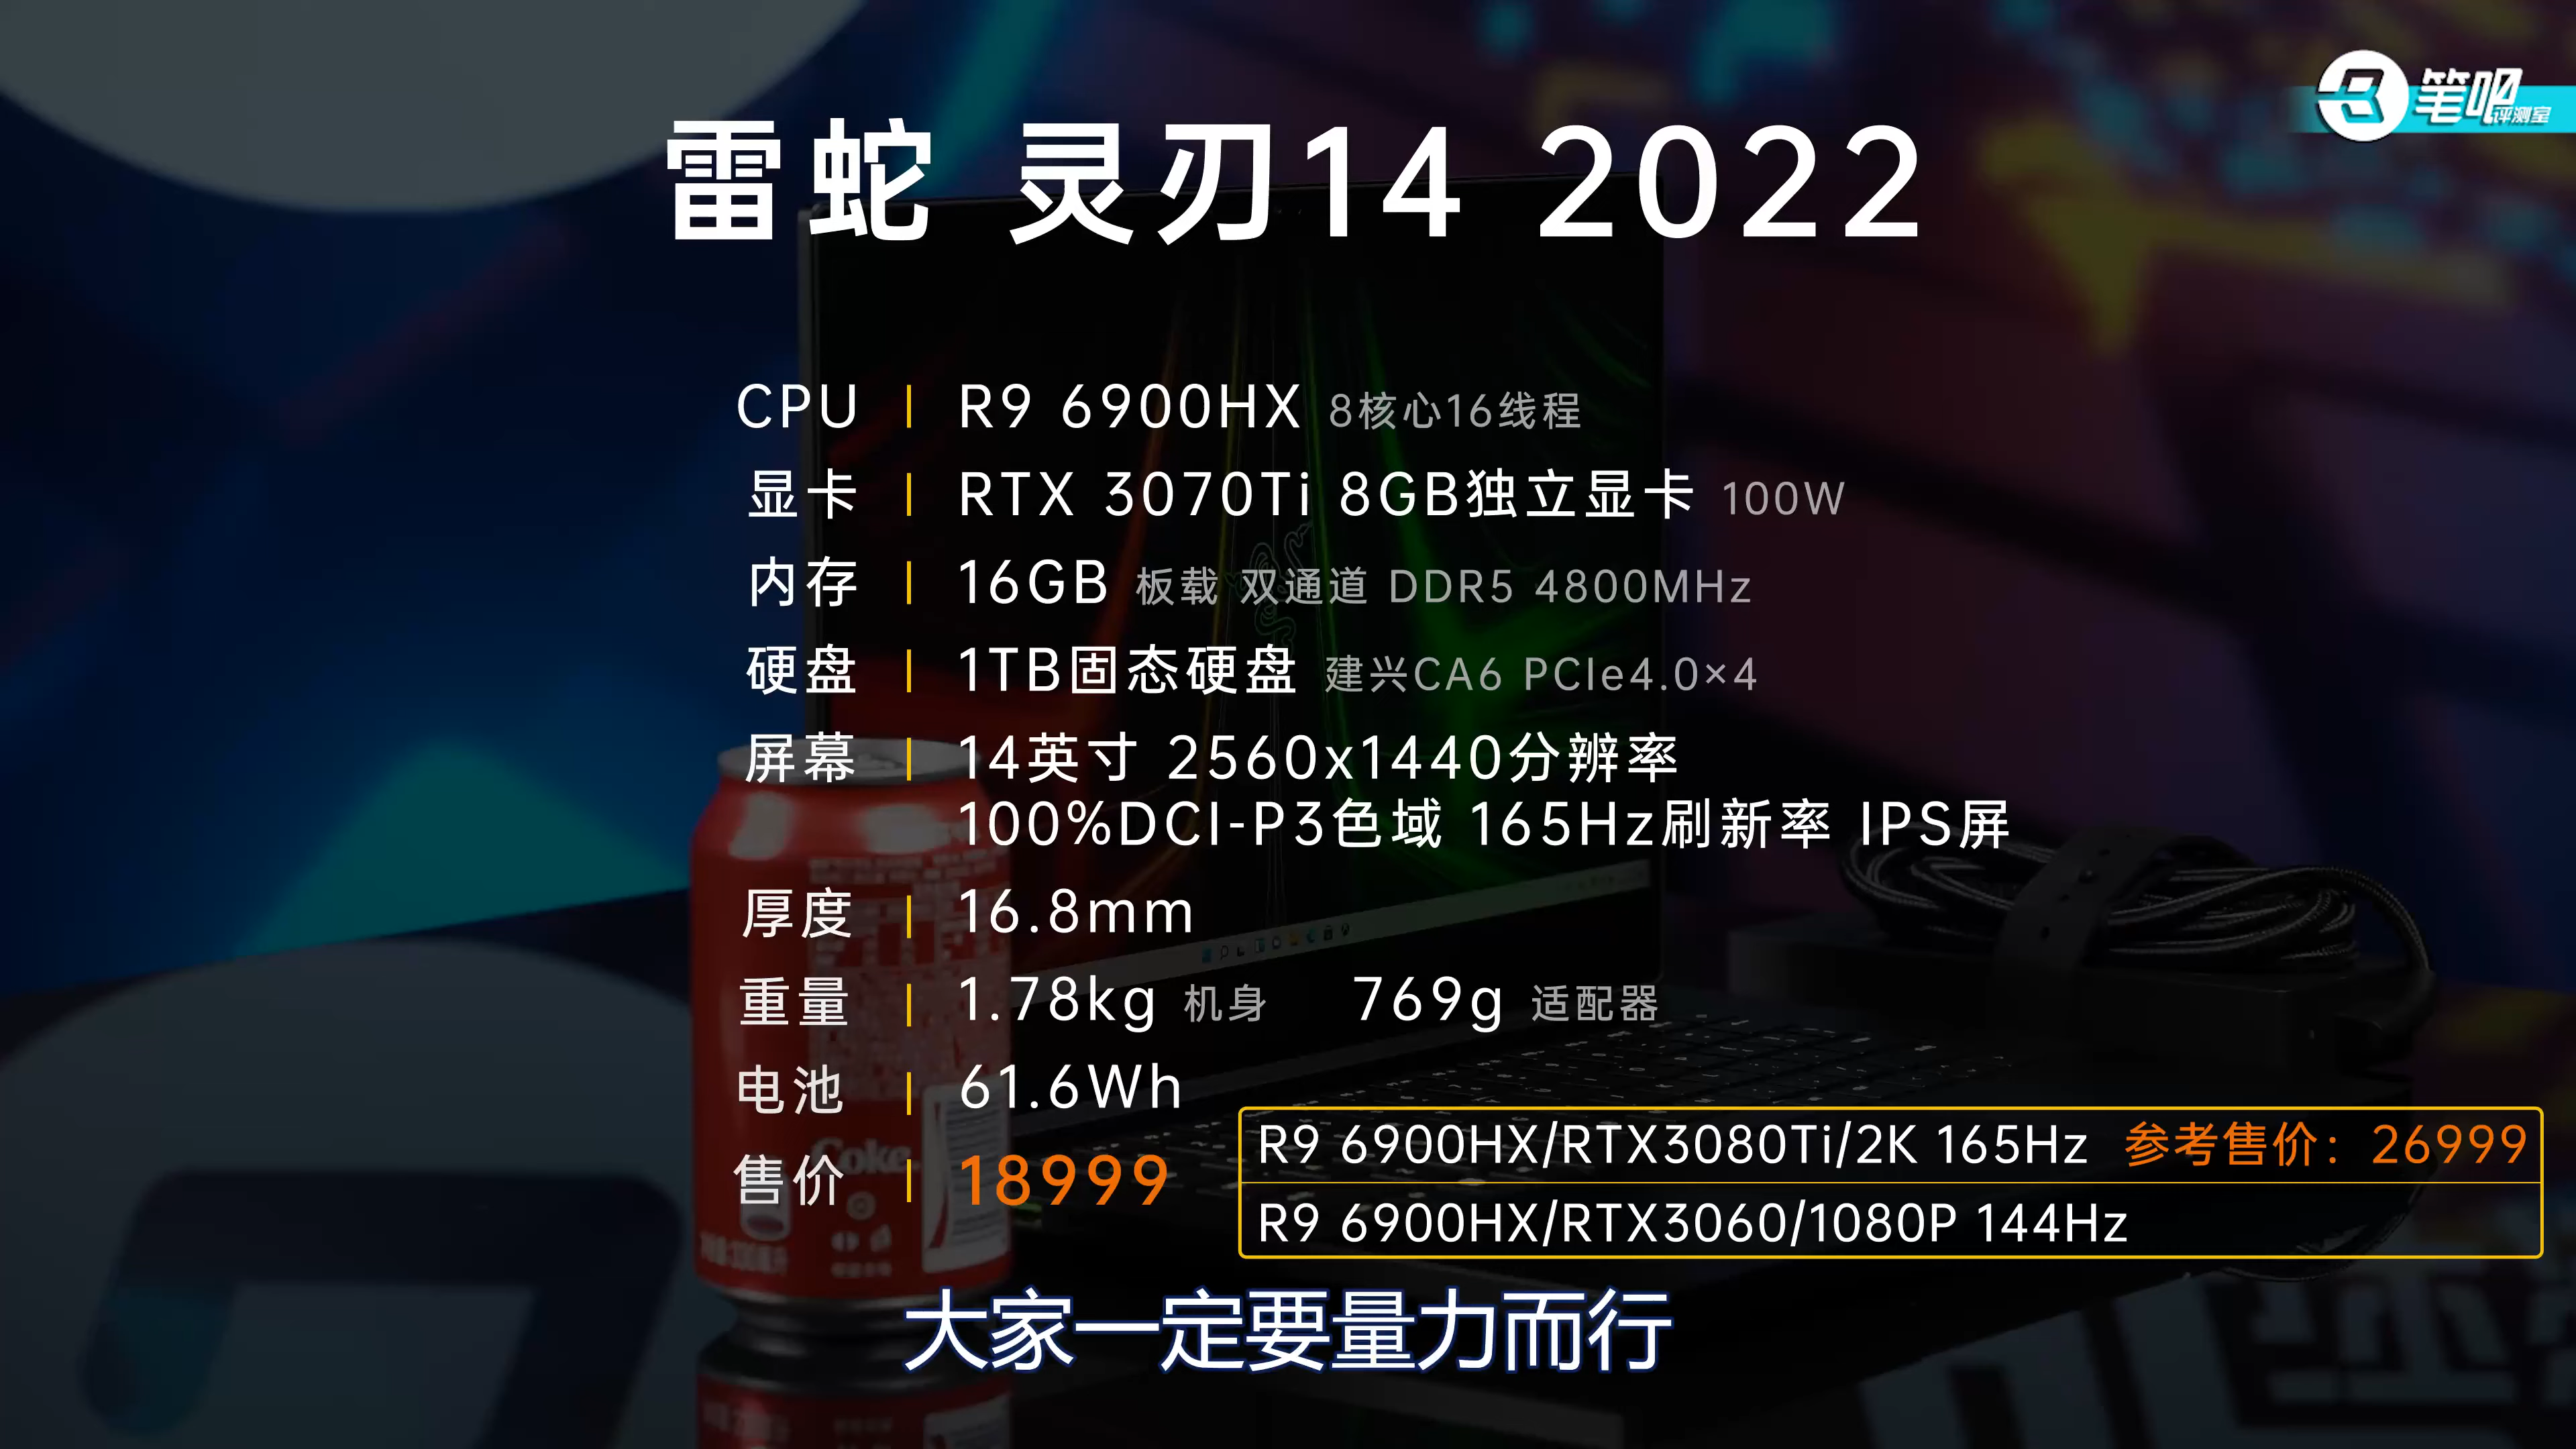 笔吧评测室
雷蛇 灵刃14 2022
CPU | R9 6900HX 8核心16线程
显卡 | RTX 3070Ti 8GB独立显卡 100W
内存 | 16GB 板载 双通道 DDR5 4800MHz
硬盘 | 1TB固态硬盘 建兴CA6 PCIe4.0×4
屏幕 | 14英寸 2560x1440分辨率
100%DCI-P3色域 165Hz刷新率 IPS屏
厚度 | 16.8mm
重量 | 1.78kg 机身 769g 适配器
电池 | 61.6Wh
售价 | 18999
R9 6900HX/RTX3080Ti/2K 165Hz 参考售价：26999
R9 6900HX/RTX3060/1080P 144Hz
Coke
大家一定要量力而行